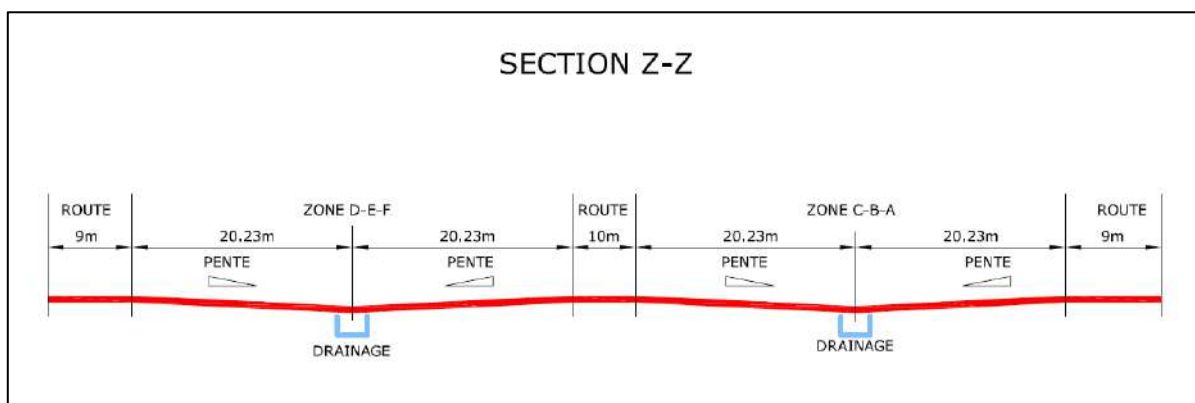 SECTION Z-Z
ROUTE ZONE D-E-F ROUTE ZONE C-B-A ROUTE
9m 20,23m 20,23m 10m 20,23m 20,23m 9m
PENTE PENTE PENTE PENTE
DRAINAGE DRAINAGE